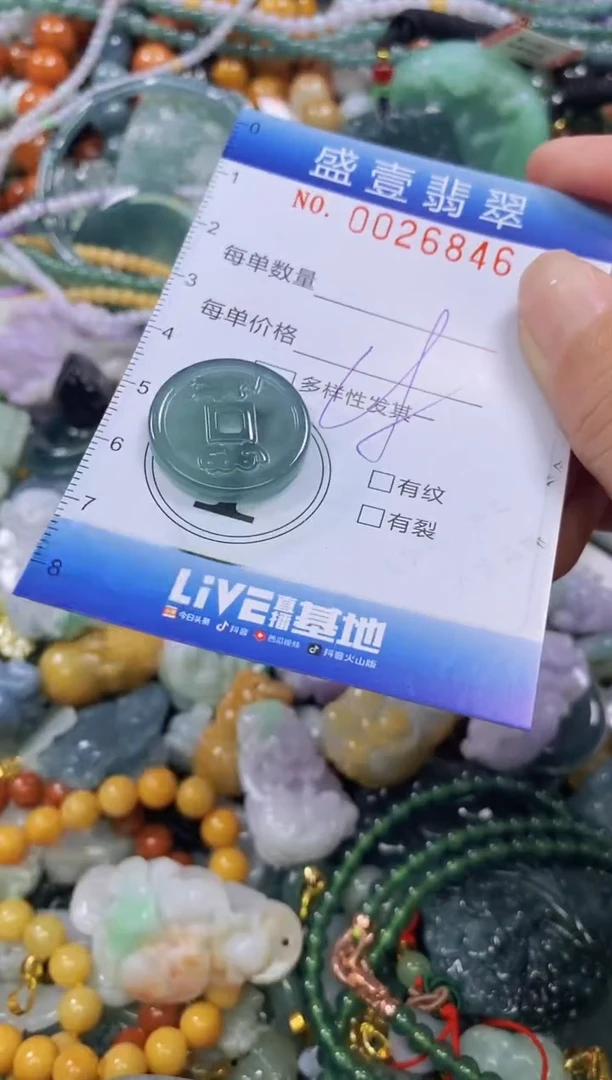 盛壹翡翠
NO. 0026846
每单数量
每单价格
多样性发其
有纹
有裂
LiVE直播基地
今日头条 抖音 西瓜视频 抖音火山版
0
1
2
3
4
5
6
7
8